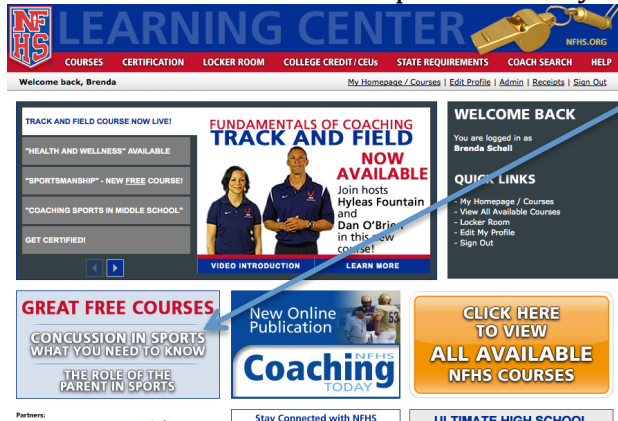 NFHS
LEARNING CENTER
NFHS.ORG
COURSES CERTIFICATION LOCKER ROOM COLLEGE CREDIT / CEUs STATE REQUIREMENTS COACH SEARCH HELP
Welcome back, Brenda
My Homepage / Courses | Edit Profile | Admin | Receipts | Sign Out
TRACK AND FIELD COURSE NOW LIVE!
"HEALTH AND WELLNESS" AVAILABLE
"SPORTSMANSHIP" - NEW FREE COURSE!
"COACHING SPORTS IN MIDDLE SCHOOL"
GET CERTIFIED!
FUNDAMENTALS OF COACHING
TRACK AND FIELD
NOW
AVAILABLE
Join hosts
Hyleas Fountain
and
Dan O'Brien
in this new
course!
VIDEO INTRODUCTION LEARN MORE
WELCOME BACK
You are logged in as
Brenda Schell
QUICK LINKS
- My Homepage / Courses
- View All Available Courses
- Locker Room
- Edit My Profile
- Sign Out
GREAT FREE COURSES
CONCUSSION IN SPORTS
WHAT YOU NEED TO KNOW
THE ROLE OF THE
PARENT IN SPORTS
New Online
Publication
NFHS
Coaching
TODAY
CLICK HERE
TO VIEW
ALL AVAILABLE
NFHS COURSES
Partners:
Stay Connected with NFHS
ULTIMATE HIGH SCHOOL